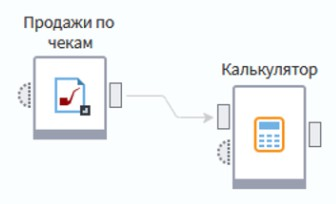 Продажи по
чекам
Калькулятор